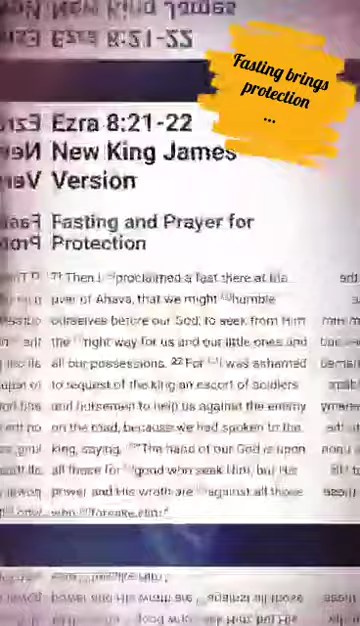 Fasting brings
protection
...
Ezra 8:21-22
New King James
Version
Fasting and Prayer for
Protection
21 Then I proclaimed a fast there at the
river of Ahava, that we might humble
ourselves before our God, to seek from Him
the right way for us and our little ones and
all our possessions. 22 For I was ashamed
to request of the king an escort of soldiers
and horsemen to help us against the enemy
on the road, because we had spoken to the
king, saying, "The hand of our God is upon
all those for good who seek Him, but His
power and His wrath are against all those
who forsake Him."